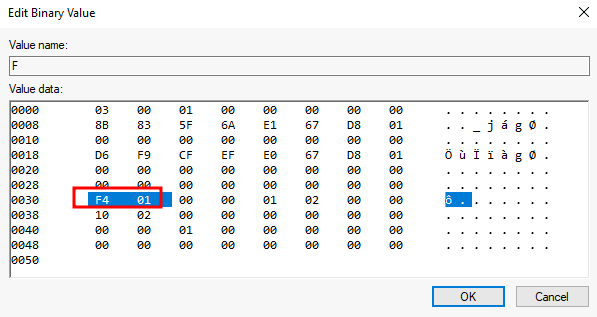 Edit Binary Value
Value name:
F
Value data:
0000 03 00 01 00 00 00 00 00 . . . . . . . .
0008 8B 83 5F 6A E1 67 D8 01 . . _ j á g Ø .
0010 00 00 00 00 00 00 00 00 . . . . . . . .
0018 D6 F9 CF EF E0 67 D8 01 Ö ù Ï ï à g Ø .
0020 00 00 00 00 00 00 00 00 . . . . . . . .
0028 00 00 00 00 00 00 00 00 . . . . . . . .
0030 F4 01 00 00 01 02 00 00 ô . . . . . . .
0038 10 02 00 00 00 00 00 00 . . . . . . . .
0040 00 00 01 00 00 00 00 00 . . . . . . . .
0048 00 00 00 00 00 00 00 00 . . . . . . . .
0050
OK Cancel